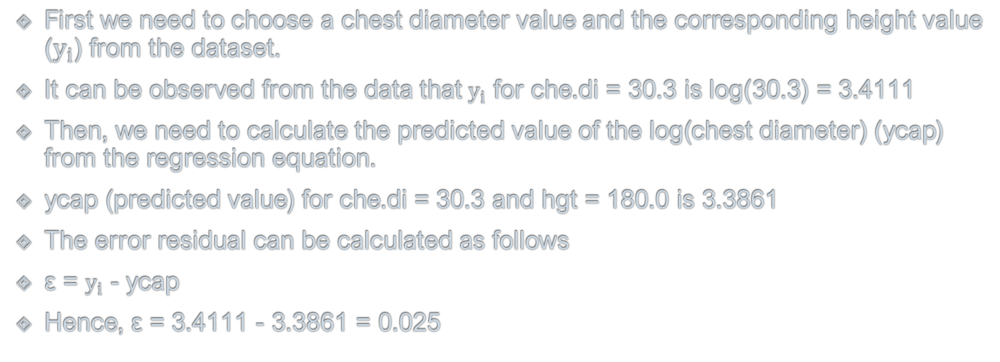 First we need to choose a chest diameter value and the corresponding height value
(yᵢ) from the dataset.
It can be observed from the data that yᵢ for che.di = 30.3 is log(30.3) = 3.4111
Then, we need to calculate the predicted value of the log(chest diameter) (ycap)
from the regression equation.
ycap (predicted value) for che.di = 30.3 and hgt = 180.0 is 3.3861
The error residual can be calculated as follows
ε = yᵢ - ycap
Hence, ε = 3.4111 - 3.3861 = 0.025